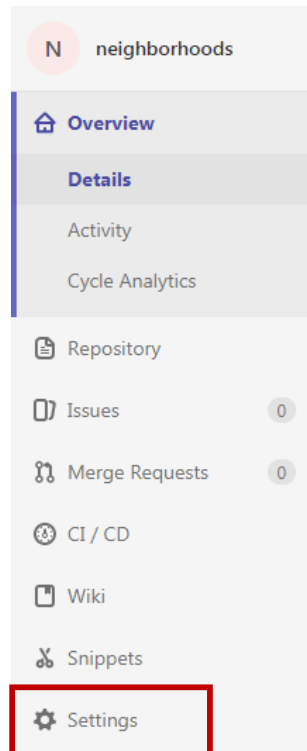 N neighborhoods
Overview
Details
Activity
Cycle Analytics
Repository
Issues 0
Merge Requests 0
CI / CD
Wiki
Snippets
Settings